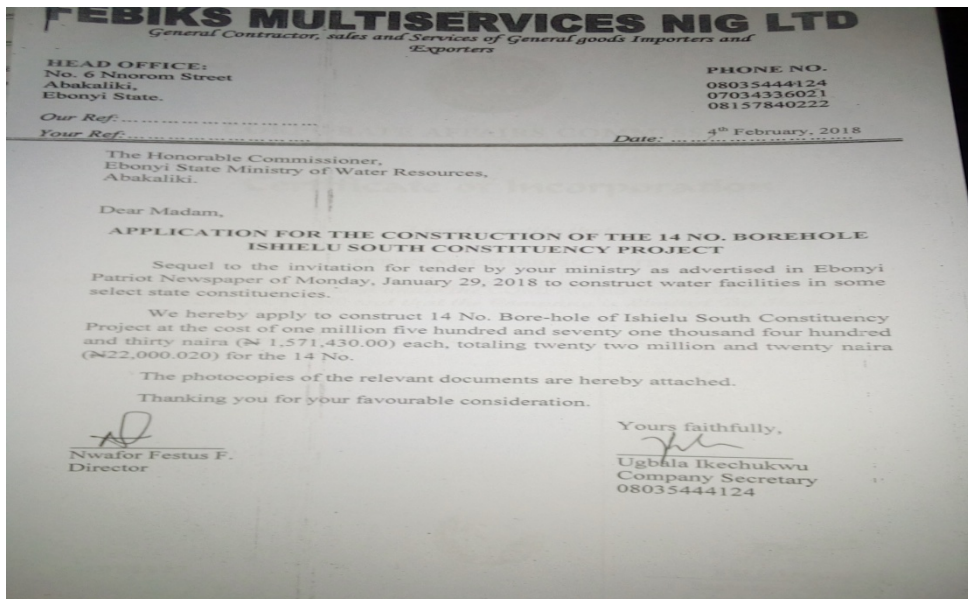 FEBIKS MULTISERVICES NIG LTD
General Contractor, sales and Services of General goods Importers and
Exporters
HEAD OFFICE:
No. 6 Nnorom Street
Abakaliki,
Ebonyi State.
PHONE NO.
08035444124
07034336021
08157840222
Our Ref:
Your Ref:
Date: 4th February, 2018
The Honorable Commissioner,
Ebonyi State Ministry of Water Resources,
Abakaliki.
Certificate of Incorporation
Dear Madam,
APPLICATION FOR THE CONSTRUCTION OF THE 14 NO. BOREHOLE
ISHIELU SOUTH CONSTITUENCY PROJECT
Sequel to the invitation for tender by your ministry as advertised in Ebonyi
Patriot Newspaper of Monday, January 29, 2018 to construct water facilities in some
select state constituencies.
We hereby apply to construct 14 No. Bore-hole of Ishielu South Constituency
Project at the cost of one million five hundred and seventy one thousand four hundred
and thirty naira (₦ 1,571,430.00) each, totaling twenty two million and twenty naira
(₦22,000.020) for the 14 No.
The photocopies of the relevant documents are hereby attached.
Thanking you for your favourable consideration.
Yours faithfully,
Nwafor Festus F.
Director
Ugbala Ikechukwu
Company Secretary
08035444124